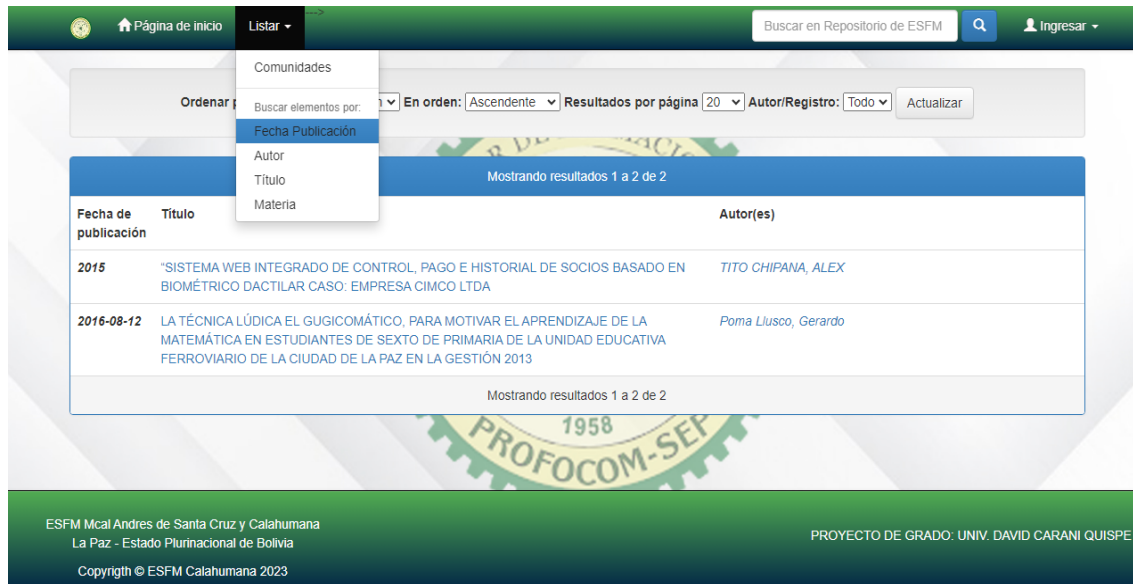 Página de inicio Listar --> Buscar en Repositorio de ESFM Ingresar
Comunidades
Buscar elementos por:
Fecha Publicación
Autor
Título
Materia
Ordenar En orden: Ascendente Resultados por página 20 Autor/Registro: Todo Actualizar
Mostrando resultados 1 a 2 de 2
Fecha de publicación Título Autor(es)
2015 “SISTEMA WEB INTEGRADO DE CONTROL, PAGO E HISTORIAL DE SOCIOS BASADO EN TITO CHIPANA, ALEX
BIOMÉTRICO DACTILAR CASO: EMPRESA CIMCO LTDA
2016-08-12 LA TÉCNICA LÚDICA EL GUGICOMÁTICO, PARA MOTIVAR EL APRENDIZAJE DE LA Poma Llusco, Gerardo
MATEMÁTICA EN ESTUDIANTES DE SEXTO DE PRIMARIA DE LA UNIDAD EDUCATIVA
FERROVIARIO DE LA CIUDAD DE LA PAZ EN LA GESTIÓN 2013
Mostrando resultados 1 a 2 de 2
1958
PROFOCOM-SEP
ESFM Mcal Andres de Santa Cruz y Calahumana
La Paz - Estado Plurinacional de Bolivia
PROYECTO DE GRADO: UNIV. DAVID CARANI QUISPE
Copyrigth © ESFM Calahumana 2023